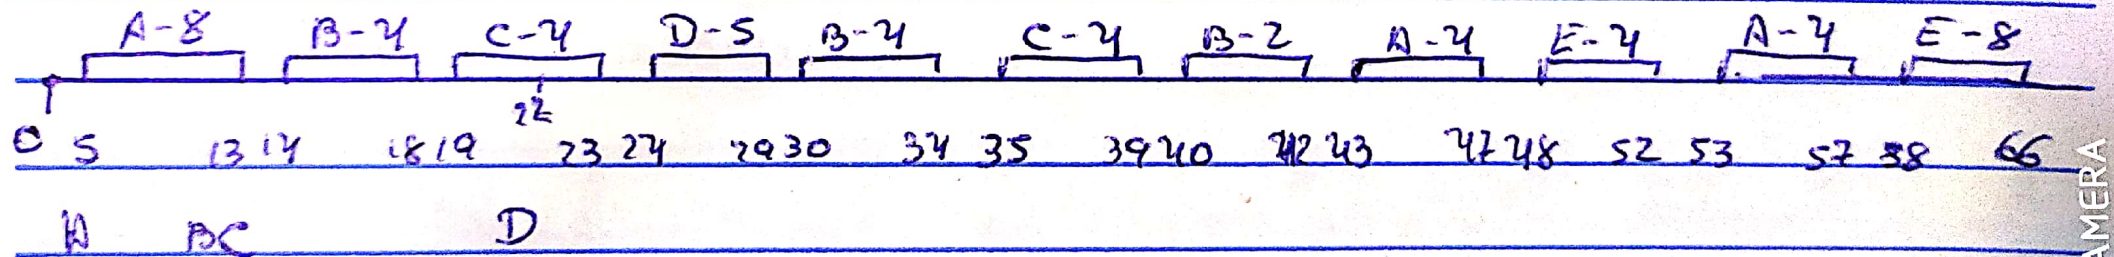 A-8 B-4 C-4 D-5 B-4 C-4 B-2 A-4 E-4 A-4 E-8
22
0 5 13 14 18 19 23 24 29 30 34 35 39 40 42 43 47 48 52 53 57 58 66
A BC D
AMERA